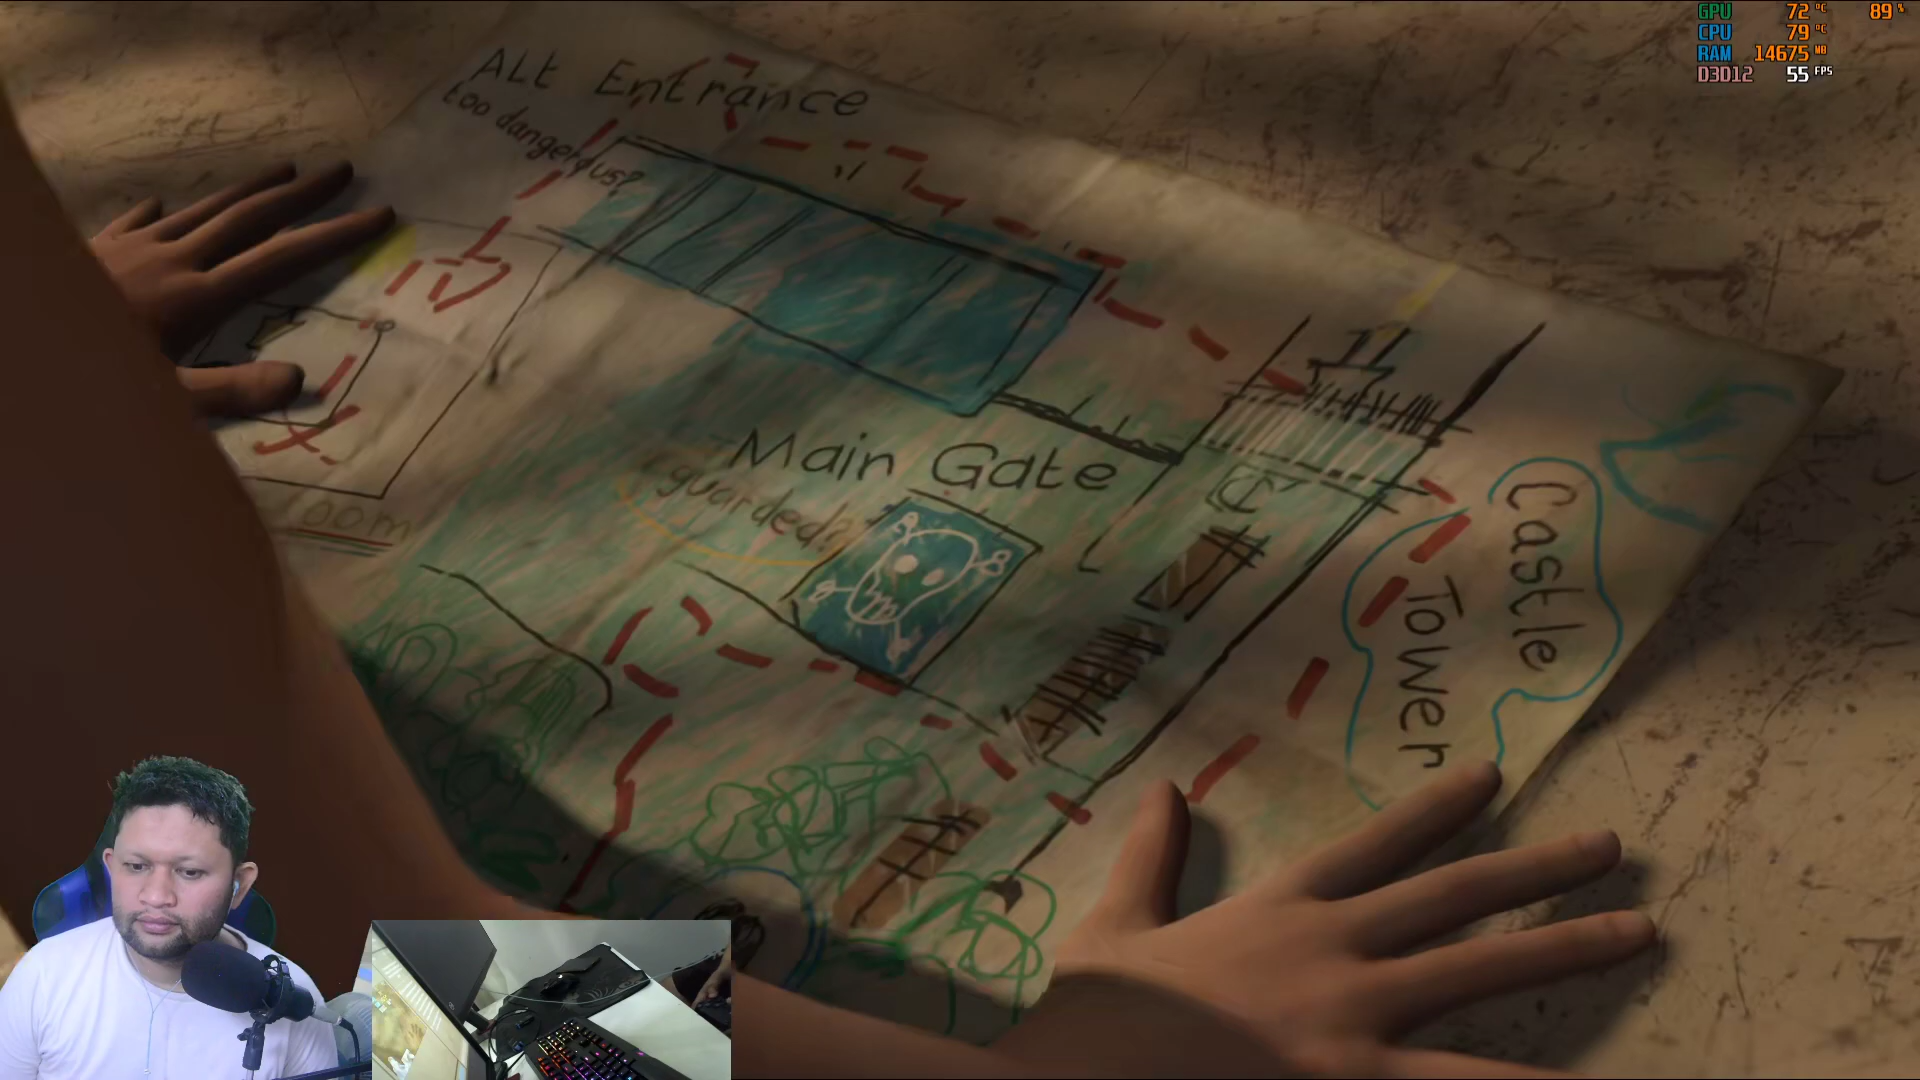 GPU 72 °C 89 %
CPU 79 °C
RAM 14675 MB
D3D12 55 FPS
ALt Entrance
too dangerous?
Main Gate
guarded?
Castle
Tower